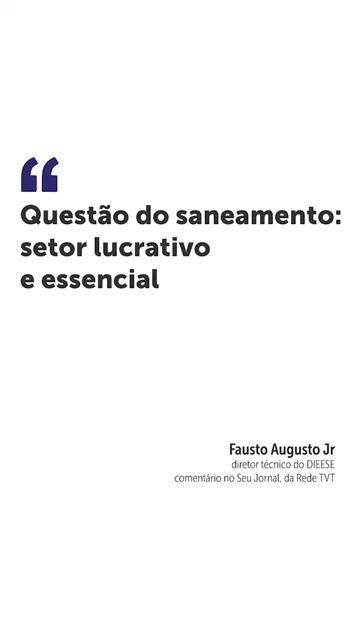 Questão do saneamento:
setor lucrativo
e essencial
Fausto Augusto Jr
diretor técnico do DIEESE
comentário no Seu Jornal, da Rede TVT